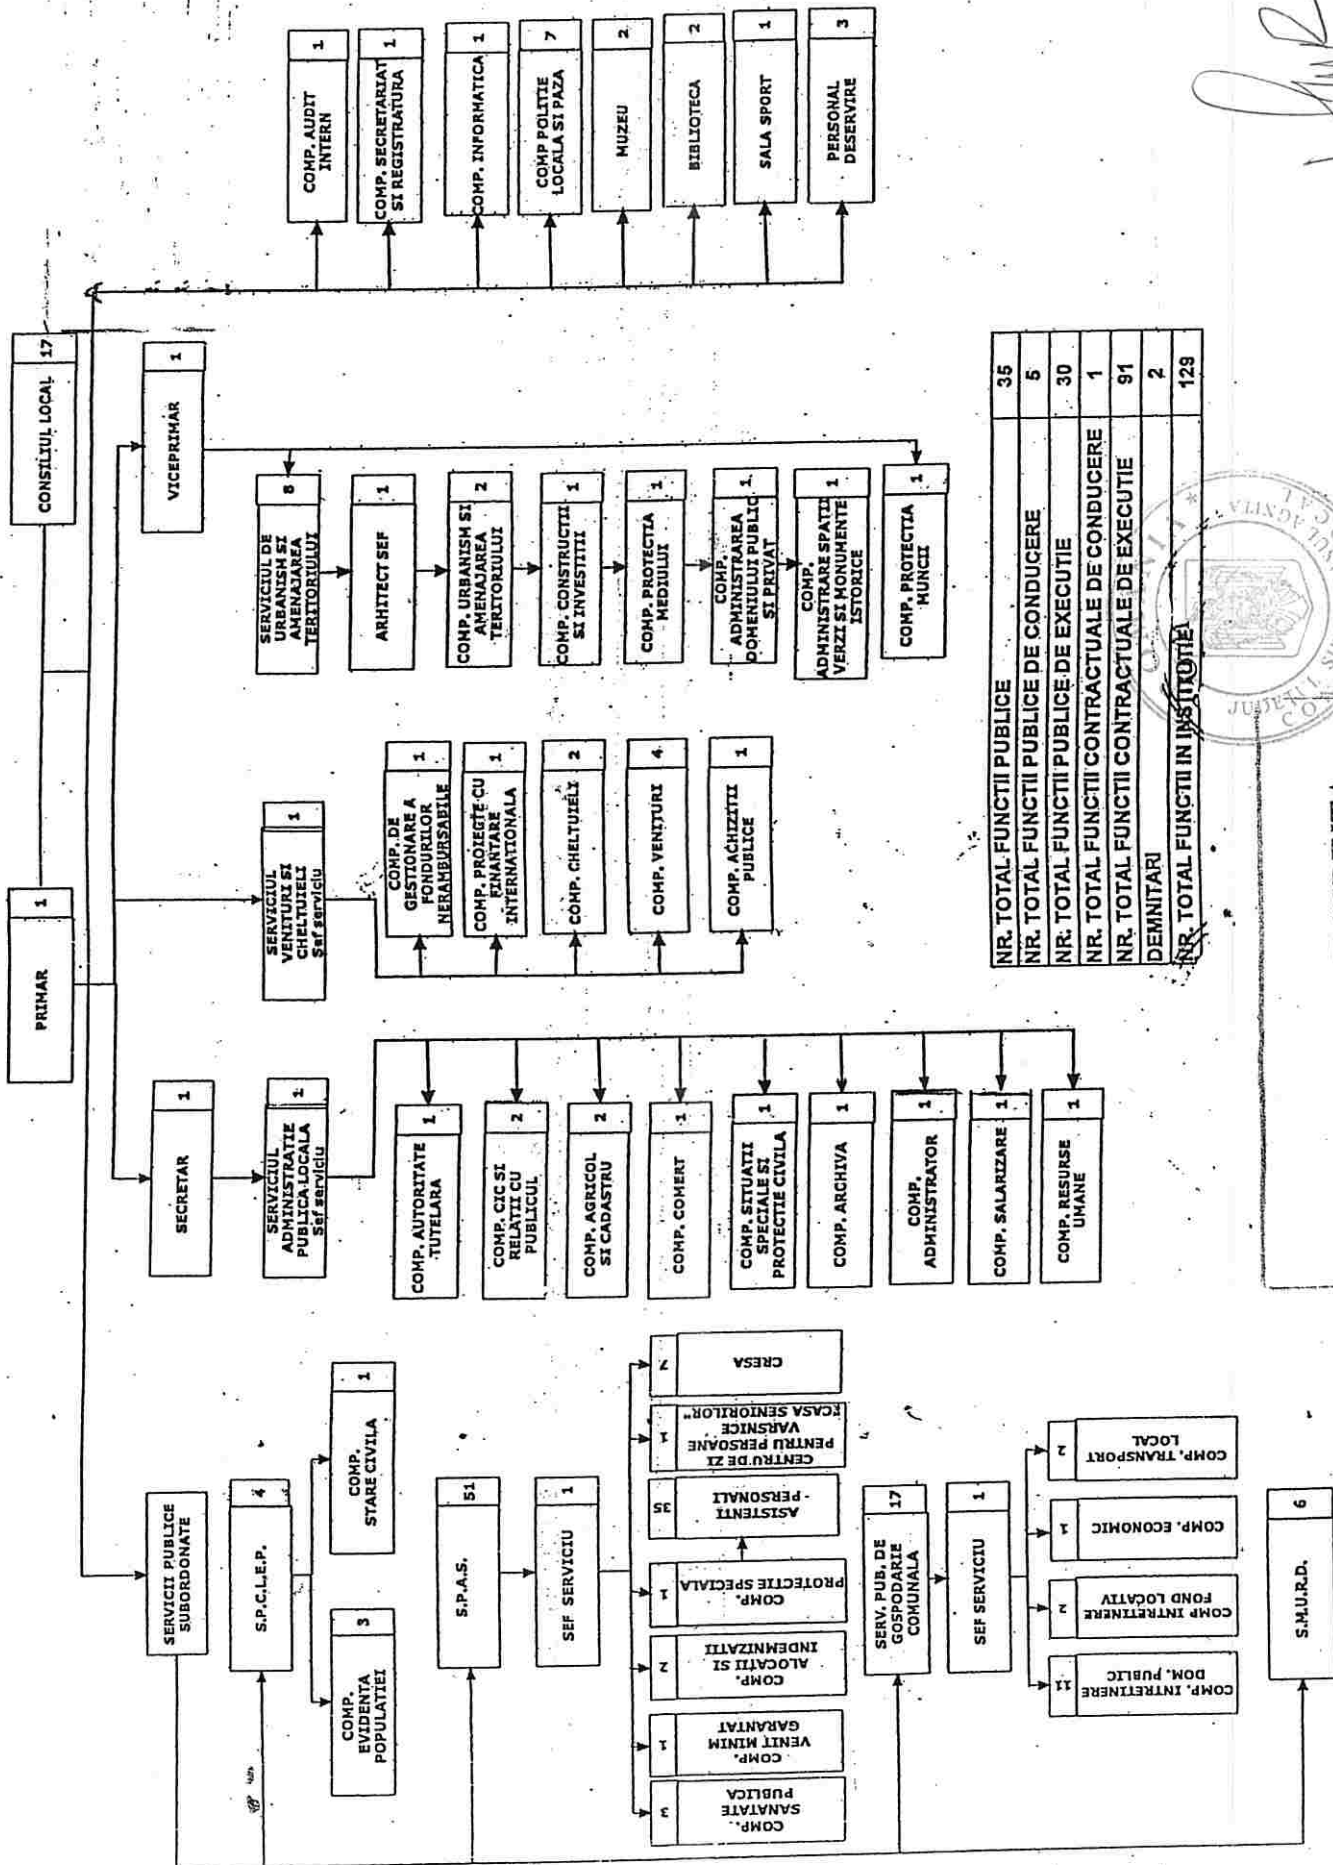 CONSILIUL LOCAL 17
PRIMAR 1
VICEPRIMAR 1
SECRETAR 1
SERVICII PUBLICE
SUBORDONATE
COMP. AUDIT
INTERN 1
COMP. SECRETARIAT
SI REGISTRATURA 1
COMP. INFORMATICA 1
COMP POLITIE
LOCALA SI PAZA 7
MUZEU 2
BIBLIOTECA 2
SALA SPORT 1
PERSONAL
DESERVIRE 3
SERVICIUL DE
URBANISM SI
AMENAJAREA
TERITORIULUI 8
ARHITECT SEF 1
COMP. URBANISM SI
AMENAJAREA
TERITORIULUI 2
COMP. CONSTRUCTII
SI INVESTITII 1
COMP. PROTECTIA
MEDIULUI 1
COMP.
ADMINISTRAREA
DOMENIULUI PUBLIC
SI PRIVAT 1
COMP.
ADMINISTRARE SPATII
VERZI SI MONUMENTE
ISTORICE 1
COMP. PROTECTIA
MUNCII 1
SERVICIUL
VENITURI SI
CHELTUIELI
Sef serviciu 1
COMP. DE
GESTIONARE A
FONDURILOR
NERAMBURSABILE 1
COMP. PROIECTE CU
FINANTARE
INTERNATIONALA 1
COMP. CHELTUIELI 2
COMP. VENITURI 4
COMP. ACHIZITII
PUBLICE 1
SERVICIUL
ADMINISTRATIE
PUBLICA LOCALA
Sef serviciu 1
COMP. AUTORITATE
TUTELARA 1
COMP. CIC SI
RELATII CU
PUBLICUL 2
COMP. AGRICOL
SI CADASTRU 2
COMP. COMERT 1
COMP. SITUATII
SPECIALE SI
PROTECTIE CIVILA 1
COMP. ARCHIVA 1
COMP.
ADMINISTRATOR 1
COMP. SALARIZARE 1
COMP. RESURSE
UMANE 1
S.P.C.L.E.P. 4
COMP.
EVIDENTA
POPULATIEI 3
COMP.
STARE CIVILA 1
S.P.A.S. 51
SEF SERVICIU 1
COMP.
SANATATE
PUBLICA 3
COMP.
VENIT MINIM
GARANTAT 1
COMP.
ALOCATII SI
INDEMNIZATII 2
COMP.
PROTECTIE SPECIALA 1
ASISTENTI
PERSONALI 35
CENTRU DE ZI
PENTRU PERSOANE
VARSNICE
"CASA SENIORILOR" 1
CRESA 7
SERV. PUB. DE
GOSPODARIE
COMUNALA 17
SEF SERVICIU 1
COMP. INTRETINERE
DOM. PUBLIC 11
COMP INTRETINERE
FOND LOCATIV 2
COMP. ECONOMIC 1
COMP. TRANSPORT
LOCAL 2
S.M.U.R.D. 6
NR. TOTAL FUNCTII PUBLICE 35
NR. TOTAL FUNCTII PUBLICE DE CONDUCERE 5
NR. TOTAL FUNCTII PUBLICE DE EXECUTIE 30
NR. TOTAL FUNCTII CONTRACTUALE DE CONDUCERE 1
NR. TOTAL FUNCTII CONTRACTUALE DE EXECUTIE 91
DEMNITARI 2
NR. TOTAL FUNCTII IN INSTITUTIE 129